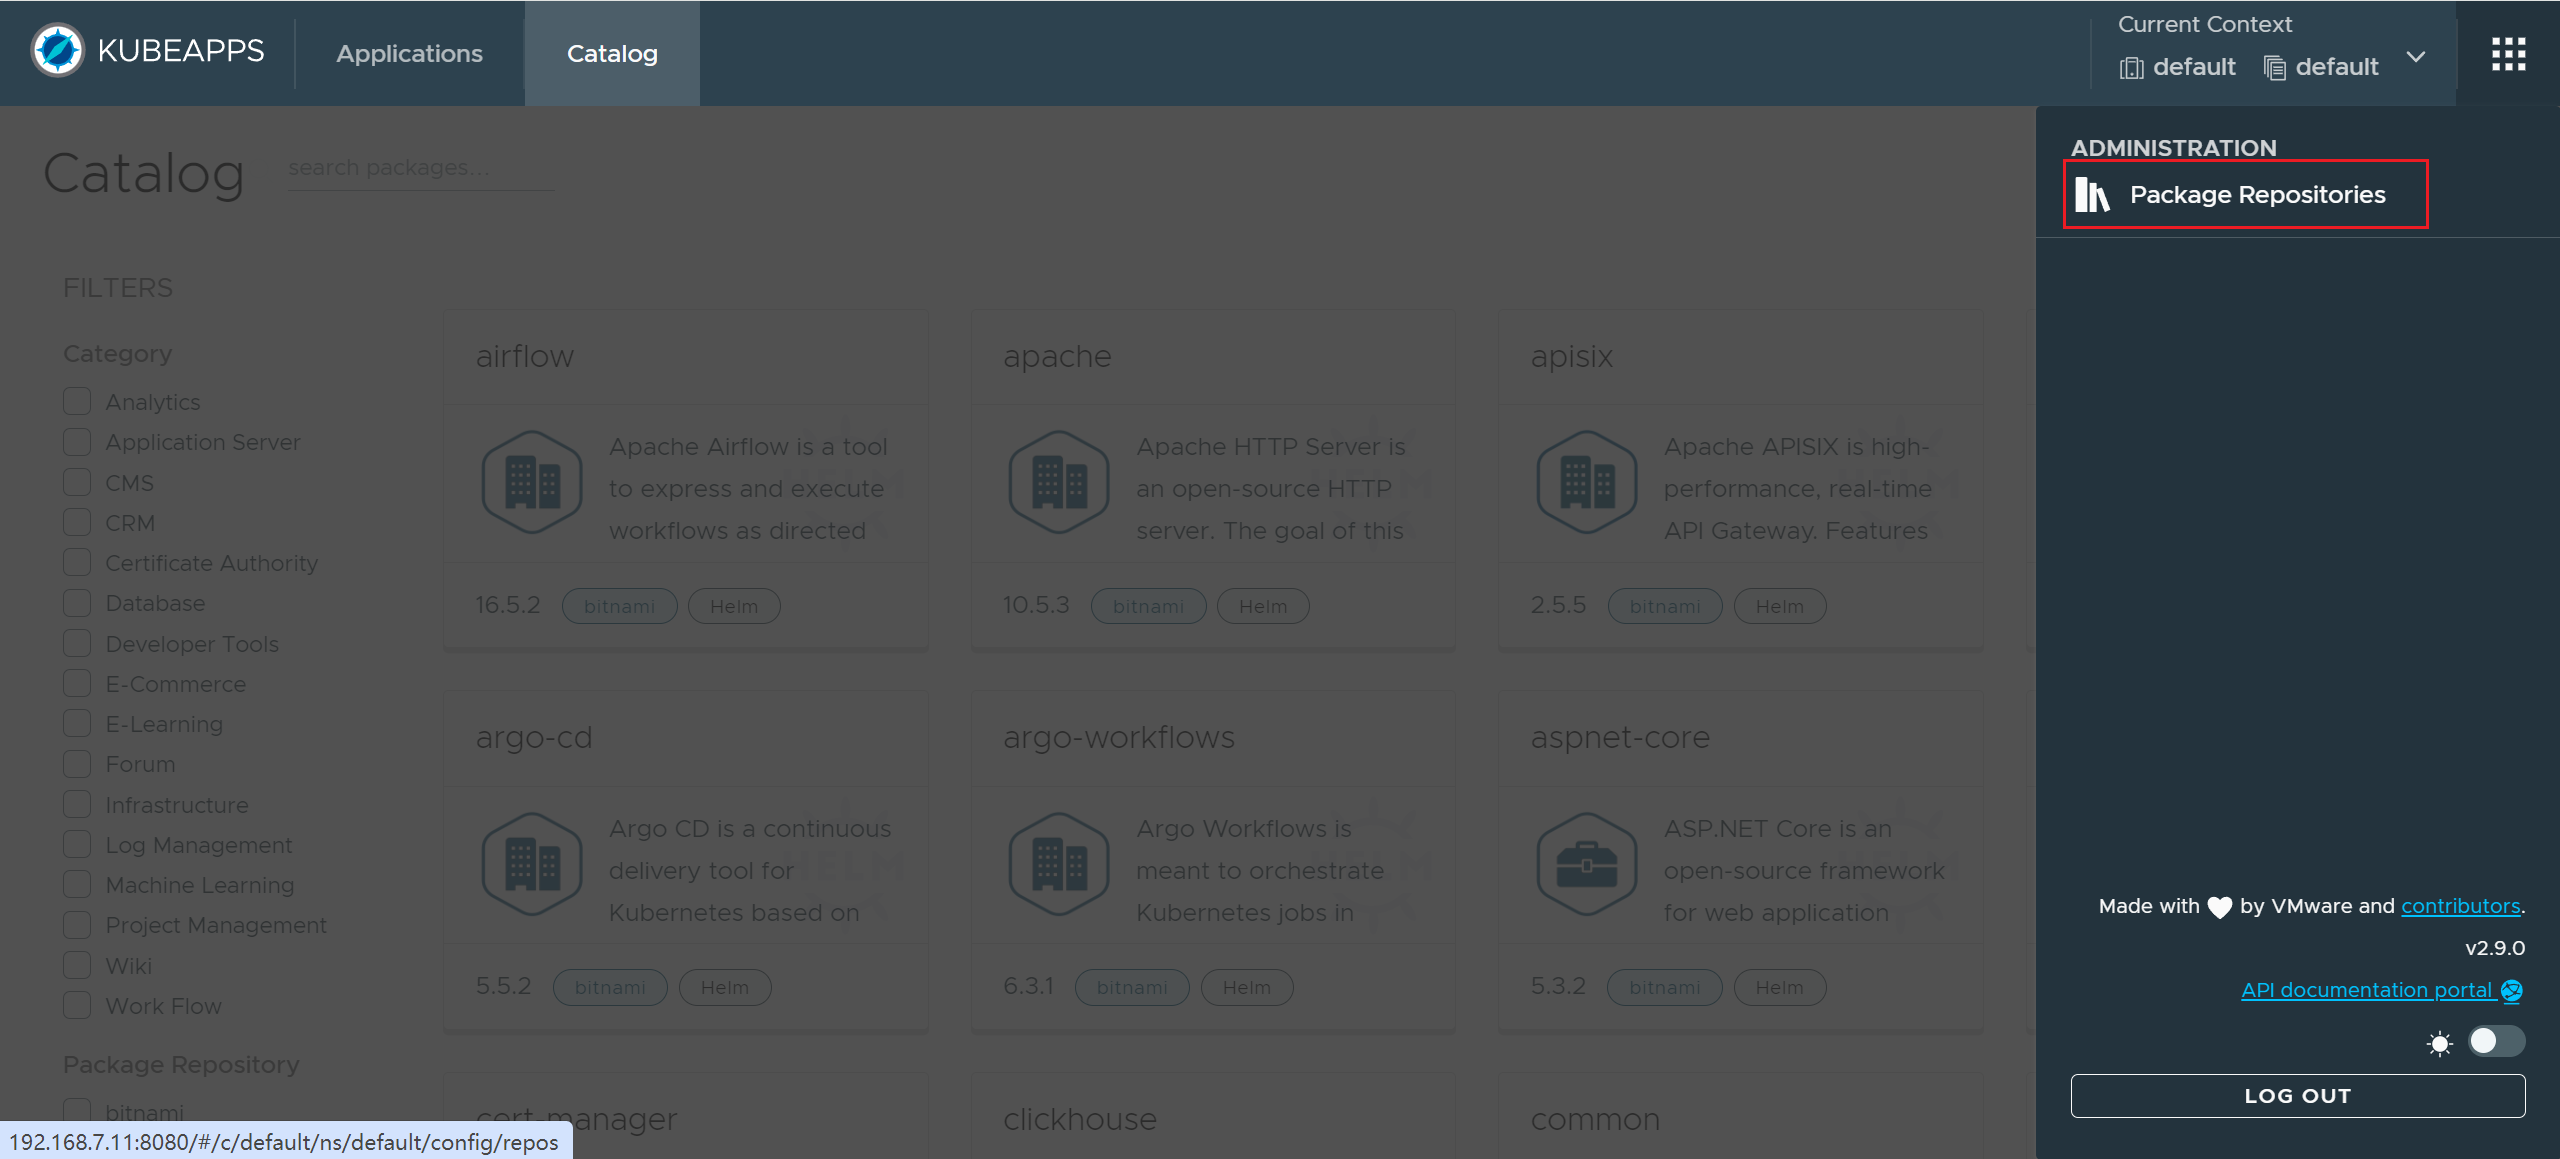 KUBEAPPS
Applications
Catalog
Current Context
default
default
ADMINISTRATION
Package Repositories
Catalog
search packages...
FILTERS
Category
Analytics
Application Server
CMS
CRM
Certificate Authority
Database
Developer Tools
E-Commerce
E-Learning
Forum
Infrastructure
Log Management
Machine Learning
Project Management
Wiki
Work Flow
Package Repository
bitnami
airflow
Apache Airflow is a tool
to express and execute
workflows as directed
16.5.2
bitnami
Helm
apache
Apache HTTP Server is
an open-source HTTP
server. The goal of this
10.5.3
bitnami
Helm
apisix
Apache APISIX is high-
performance, real-time
API Gateway. Features
2.5.5
bitnami
Helm
argo-cd
Argo CD is a continuous
delivery tool for
Kubernetes based on
5.5.2
bitnami
Helm
argo-workflows
Argo Workflows is
meant to orchestrate
Kubernetes jobs in
6.3.1
bitnami
Helm
aspnet-core
ASP.NET Core is an
open-source framework
for web application
5.3.2
bitnami
Helm
cert-manager
clickhouse
common
Made with by VMware and contributors.
v2.9.0
API documentation portal
LOG OUT
192.168.7.11:8080/#/c/default/ns/default/config/repos